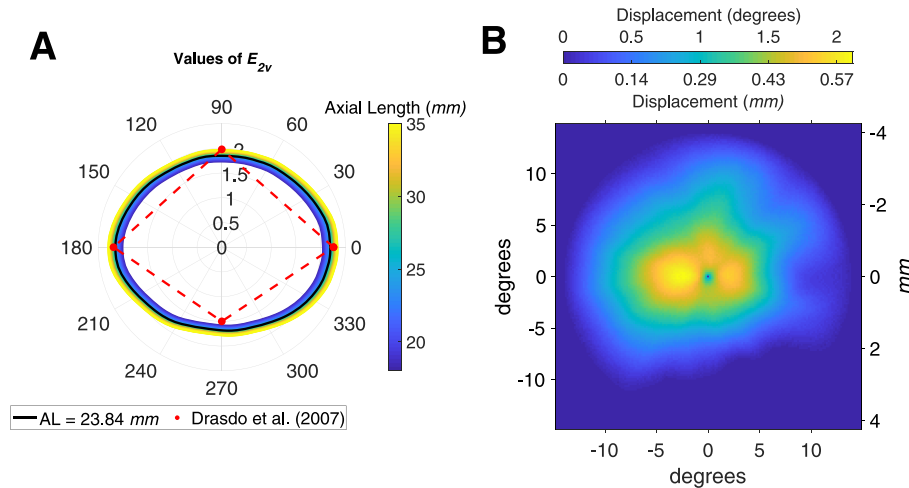 A
Values of E2v
Axial Length (mm)
90
120
60
150
30
180
0
210
330
240
300
270
2
1.5
1
0.5
0
35
30
25
20
AL = 23.84 mm
Drasdo et al. (2007)
B
Displacement (degrees)
0 0.5 1 1.5 2
0 0.14 0.29 0.43 0.57
Displacement (mm)
degrees
10
5
0
-5
-10
-4
-2
-0
2
4
mm
-10 -5 0 5 10
degrees